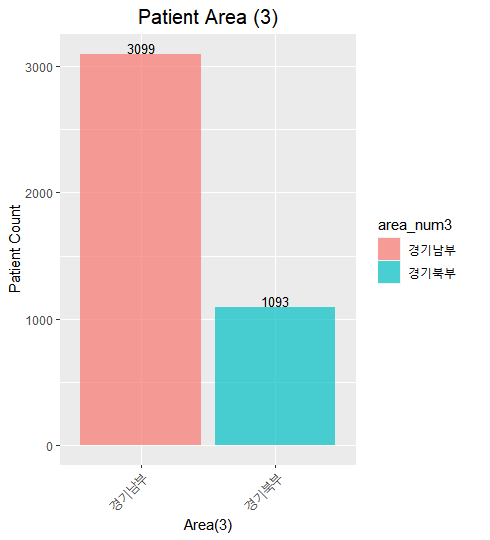 Patient Area (3)
3099
3000
2000
Patient Count
area_num3
경기남부
경기북부
1093
1000
0
경기남부
경기북부
Area(3)